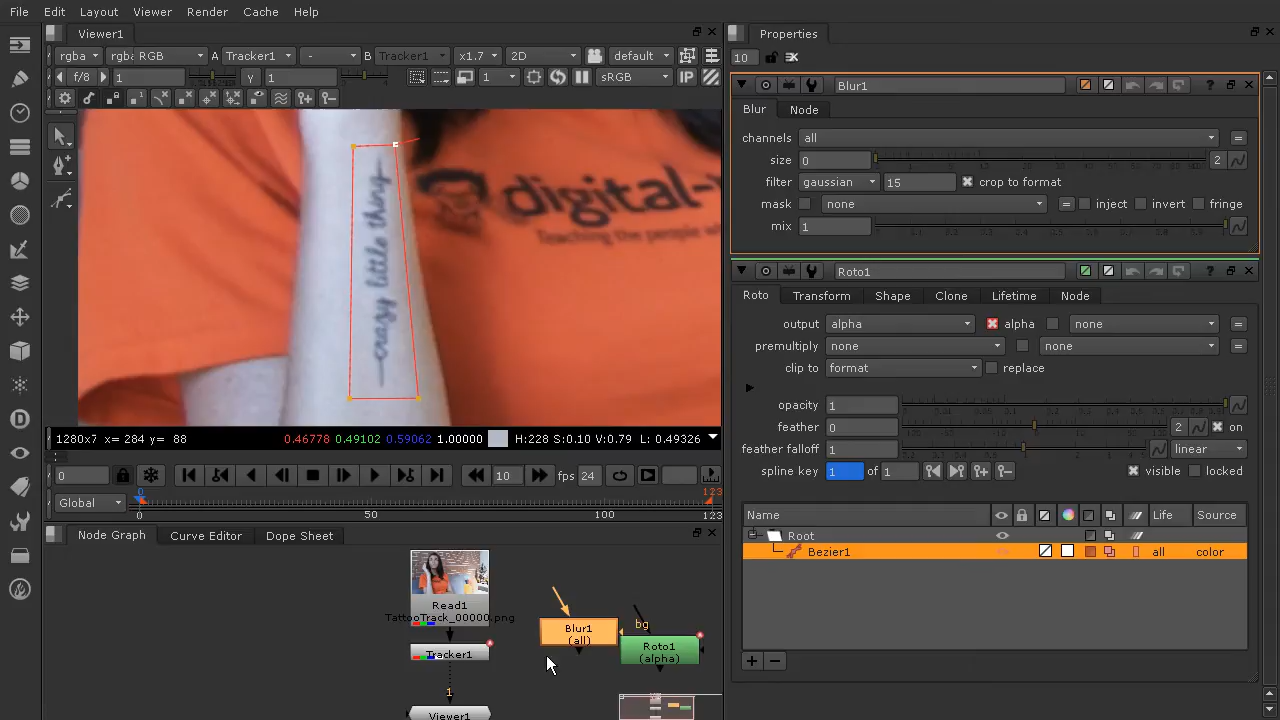 File Edit Layout Viewer Render Cache Help
Viewer1
Properties
rgba rgb RGB A Tracker1 - B Tracker1 x1.7 2D default
10
f/8 1 Y 1 1 sRGB IP
Blur1
Blur Node
channels all
size 0 2
filter gaussian 15 crop to format
mask none inject invert fringe
mix 1
crazy little thing
digital-
Teaching the people
Roto1
Roto Transform Shape Clone Lifetime Node
output alpha alpha none
premultiply none none
clip to format replace
opacity 1
feather 0 2 on
feather falloff 1 linear
spline key 1 of 1 visible locked
1280x7 x= 284 y= 88 0.46778 0.49102 0.59062 1.00000 H:228 S:0.10 V:0.79 L: 0.49326
0 10 fps 24
Global 0 0 50 100 123 123
Name Life Source
Root
Bezier1 all color
Node Graph Curve Editor Dope Sheet
Read1
TattooTrack_00000.png
Tracker1
1
Viewer1
Blur1
(all)
bg
Roto1
(alpha)